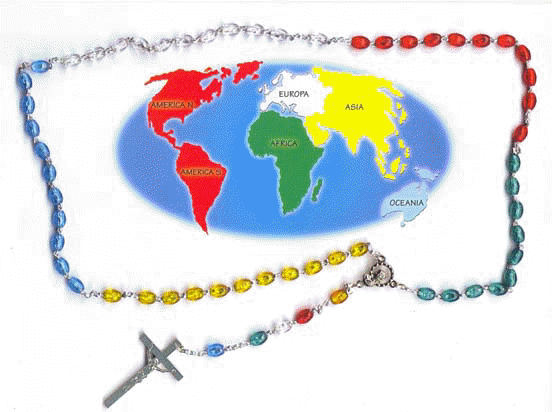 EUROPA
AMERICA N.
ASIA
AFRICA
AMERICA S.
OCEANIA